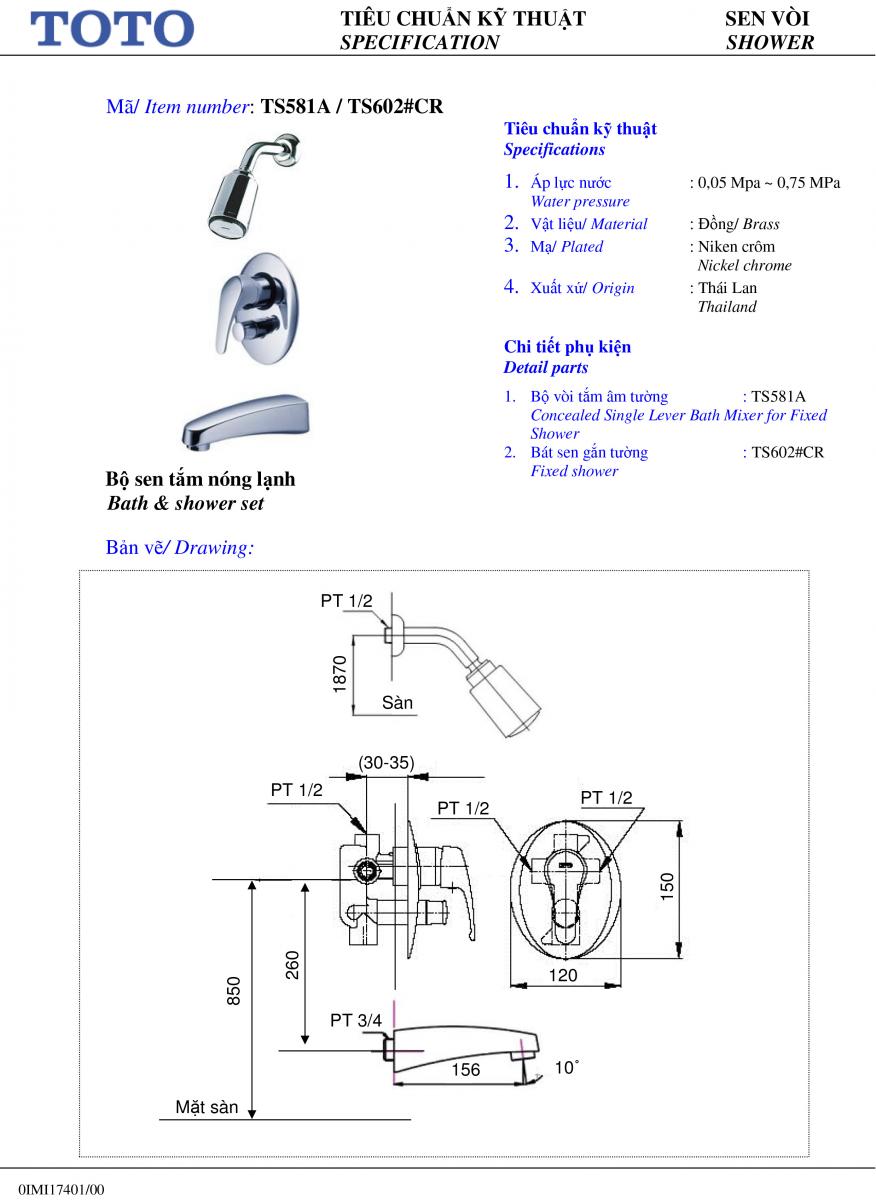 TOTO
TIÊU CHUẨN KỸ THUẬT
SPECIFICATION
SEN VÒI
SHOWER
Mã/ Item number: TS581A / TS602#CR
Bộ sen tắm nóng lạnh
Bath & shower set
Tiêu chuẩn kỹ thuật
Specifications
1. Áp lực nước : 0,05 Mpa ~ 0,75 MPa
Water pressure
2. Vật liệu/ Material : Đồng/ Brass
3. Mạ/ Plated : Niken crôm
Nickel chrome
4. Xuất xứ/ Origin : Thái Lan
Thailand
Chi tiết phụ kiện
Detail parts
1. Bộ vòi tắm âm tường : TS581A
Concealed Single Lever Bath Mixer for Fixed
Shower
2. Bát sen gắn tường : TS602#CR
Fixed shower
Bản vẽ/ Drawing:
PT 1/2
1870
Sàn
(30-35)
PT 1/2
PT 1/2
PT 1/2
150
120
850
260
PT 3/4
156
10°
Mặt sàn
0IMI17401/00